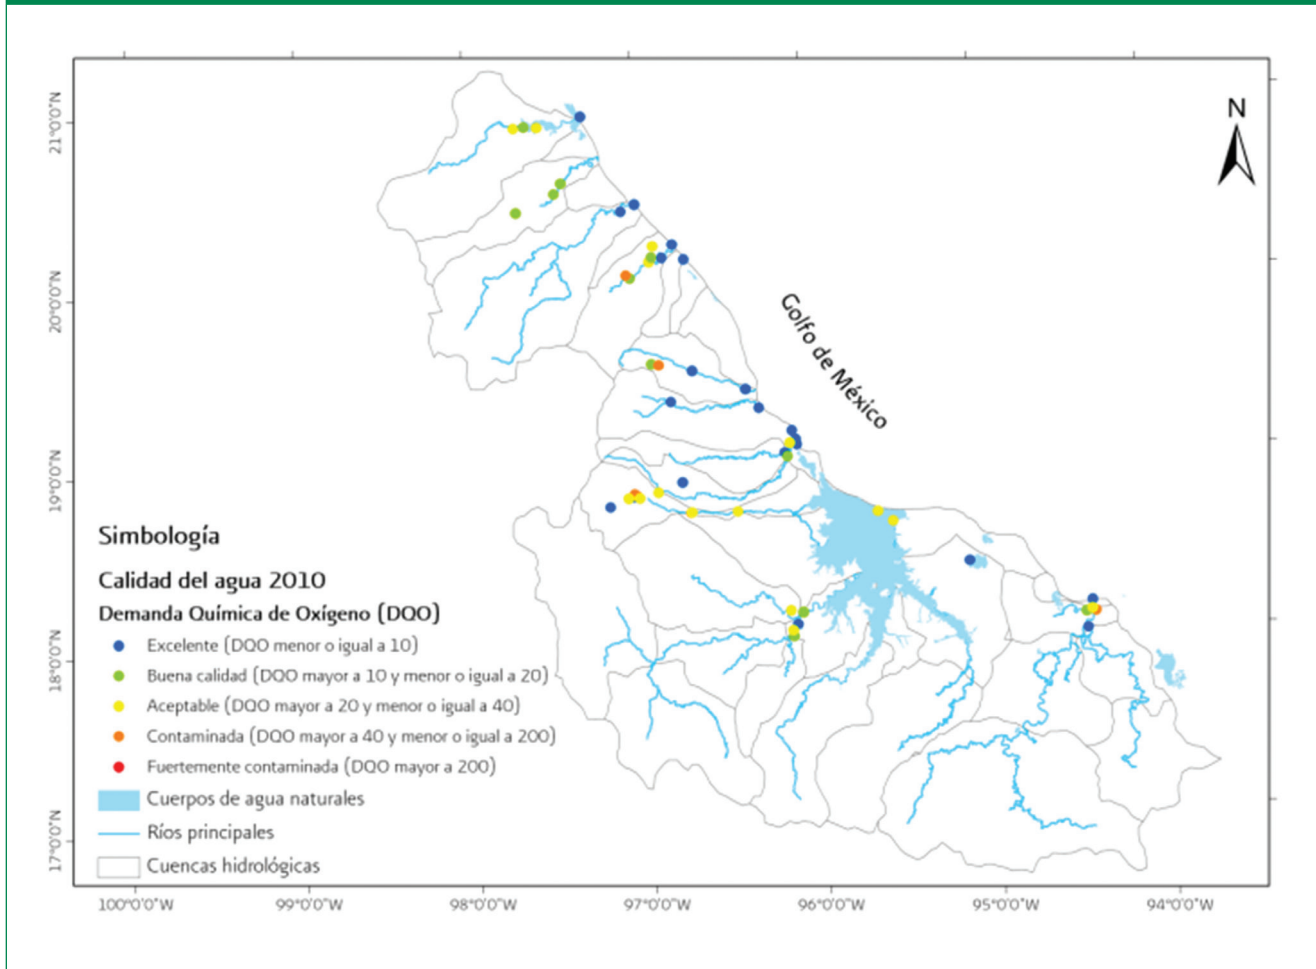 N
Golfo de México
21°0'0"N
20°0'0"N
19°0'0"N
18°0'0"N
17°0'0"N
Simbología
Calidad del agua 2010
Demanda Química de Oxígeno (DQO)
Excelente (DQO menor o igual a 10)
Buena calidad (DQO mayor a 10 y menor o igual a 20)
Aceptable (DQO mayor a 20 y menor o igual a 40)
Contaminada (DQO mayor a 40 y menor o igual a 200)
Fuertemente contaminada (DQO mayor a 200)
Cuerpos de agua naturales
Ríos principales
Cuencas hidrológicas
100°0'0"W 99°0'0"W 98°0'0"W 97°0'0"W 96°0'0"W 95°0'0"W 94°0'0"W